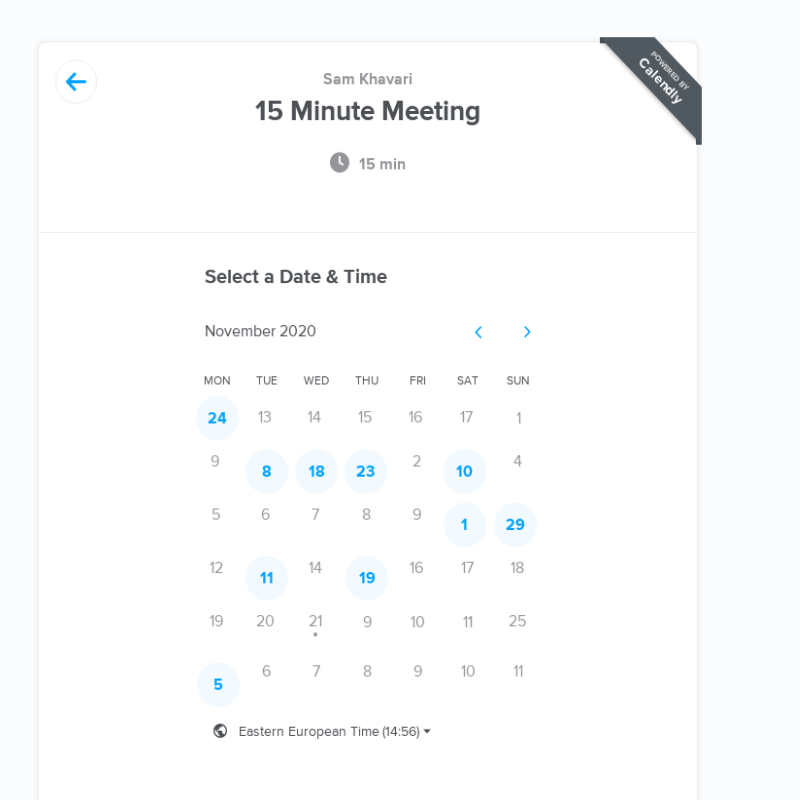 Sam Khavari
15 Minute Meeting
POWERED BY
Calendly
15 min
Select a Date & Time
November 2020
MON TUE WED THU FRI SAT SUN
24 13 14 15 16 17 1
9 8 18 23 2 10 4
5 6 7 8 9 1 29
12 11 14 19 16 17 18
19 20 21 9 10 11 25
5 6 7 8 9 10 11
Eastern European Time (14:56)